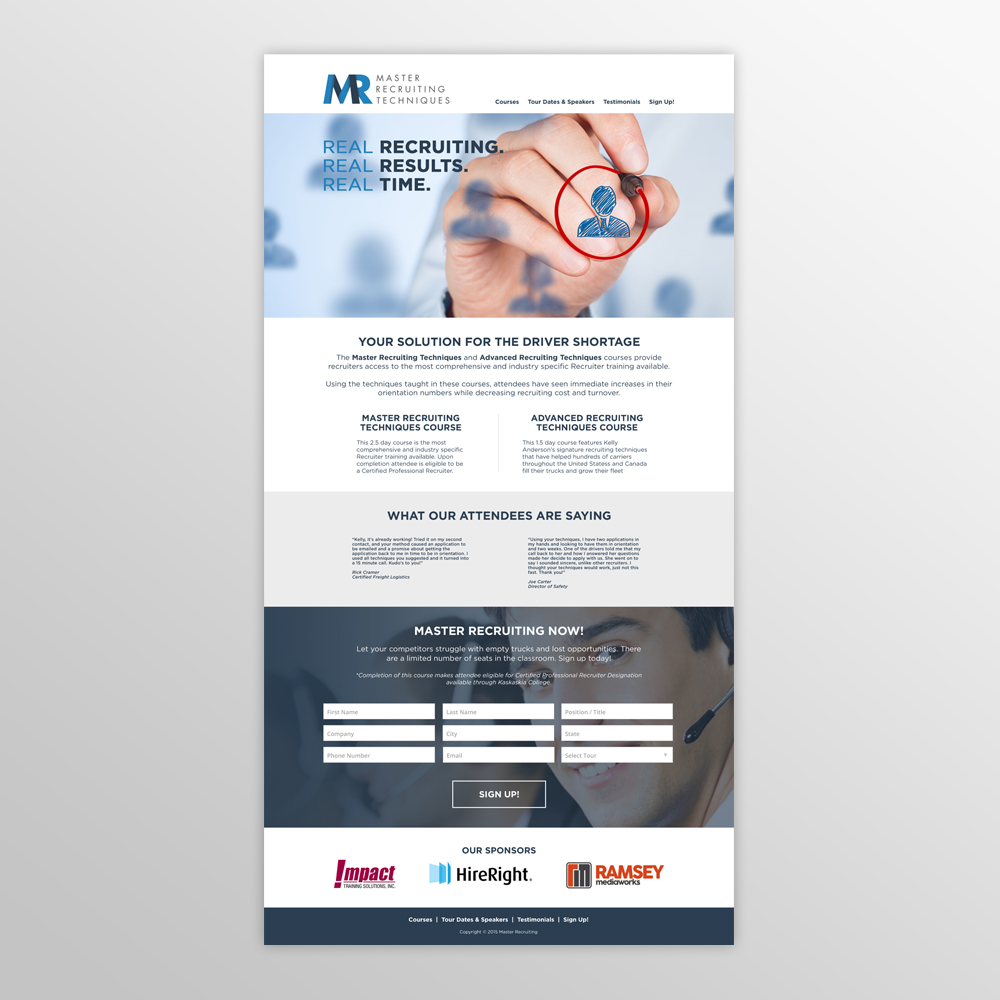 MR MASTER
RECRUITING
TECHNIQUES
Courses Tour Dates & Speakers Testimonials Sign Up!
REAL RECRUITING.
REAL RESULTS.
REAL TIME.
YOUR SOLUTION FOR THE DRIVER SHORTAGE
The Master Recruiting Techniques and Advanced Recruiting Techniques courses provide
recruiters access to the most comprehensive and industry specific Recruiter training available.
Using the techniques taught in these courses, attendees have seen immediate increases in their
orientation numbers while decreasing recruiting cost and turnover.
MASTER RECRUITING
TECHNIQUES COURSE
This 2.5 day course is the most
comprehensive and industry specific
Recruiter training available. Upon
completion attendee is eligible to be
a Certified Professional Recruiter.
ADVANCED RECRUITING
TECHNIQUES COURSE
This 1.5 day course features Kelly
Anderson's signature recruiting techniques
that have helped hundreds of carriers
throughout the United Statess and Canada
fill their trucks and grow their fleet
WHAT OUR ATTENDEES ARE SAYING
"Kelly, it's already working! Tried it on my second
contact, and your method caused an application to
be emailed and a promise about getting the
application back to me in time to be in orientation. I
used all techniques you suggested and it turned into
a 15 minute call. Kudo's to you!"
Rick Cramer
Certified Freight Logistics
"Using your techniques, I have two applications in
my hands and looking to have them in orientation
and two weeks. One of the drivers told me that my
call back to her and how I answered her questions
made her decide to apply with us. She went on to
say I sounded sincere, unlike other recruiters. I
thought your techniques would work, just not this
fast. Thank you!"
Joe Carter
Director of Safety
MASTER RECRUITING NOW!
Let your competitors struggle with empty trucks and lost opportunities. There
are a limited number of seats in the classroom. Sign up today!
*Completion of this course makes attendee eligible for Certified Professional Recruiter Designation
available through Kaskaskia College.
First Name Last Name Position / Title
Company City State
Phone Number Email Select Tour
SIGN UP!
OUR SPONSORS
Impact
TRAINING SOLUTIONS, INC.
HireRight®
RAMSEY
mediaworks
Courses | Tour Dates & Speakers | Testimonials | Sign Up!
Copyright © 2015 Master Recruiting